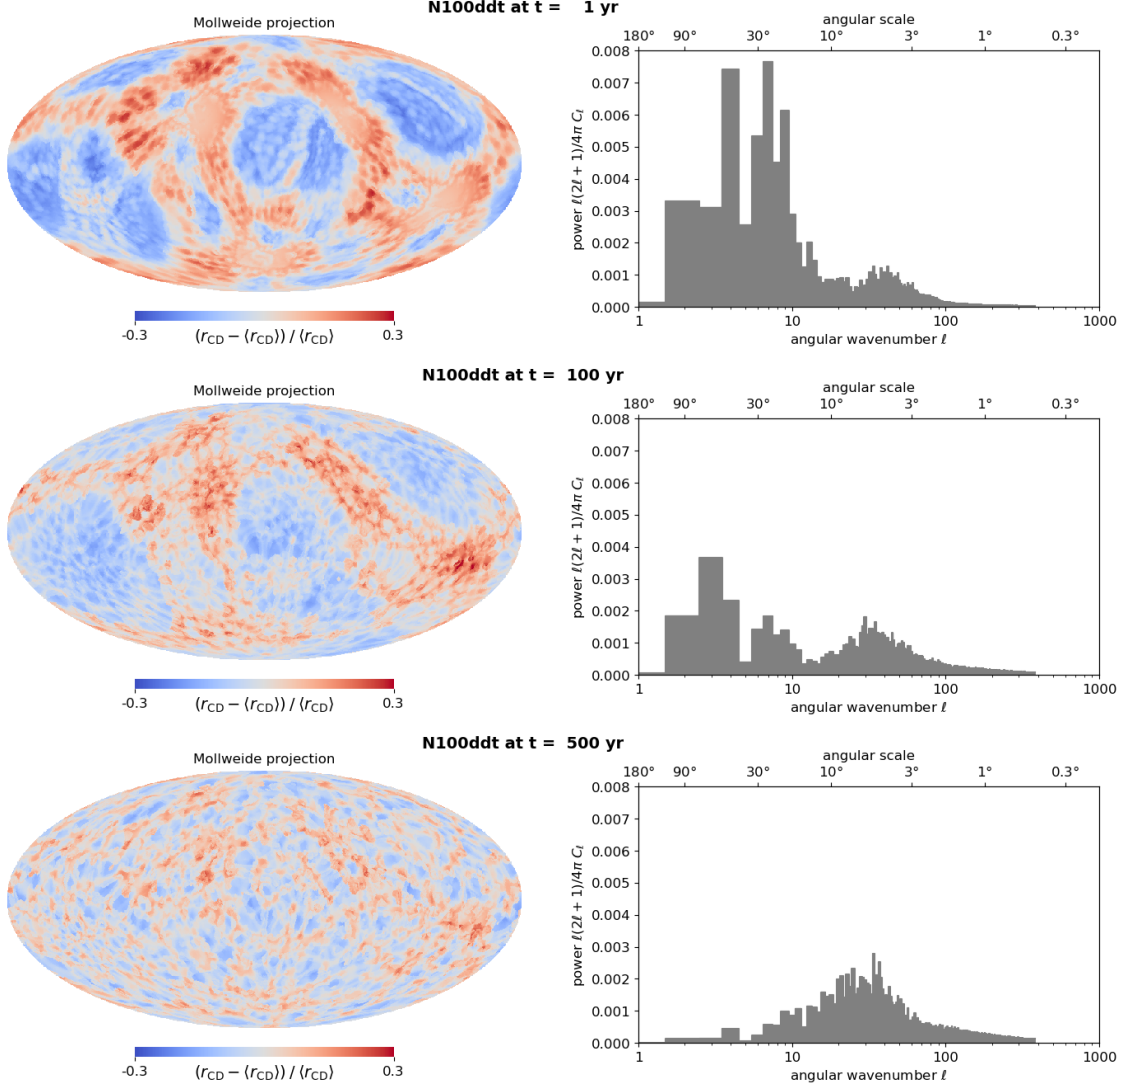 N100ddt at t = 1 yr
Mollweide projection
-0.3 0.3
(r_CD − ⟨r_CD⟩) / ⟨r_CD⟩
angular scale
180° 90° 30° 10° 3° 1° 0.3°
power ℓ(2ℓ + 1)/4π C_ℓ
0.008
0.007
0.006
0.005
0.004
0.003
0.002
0.001
0.000
1 10 100 1000
angular wavenumber ℓ
N100ddt at t = 100 yr
Mollweide projection
-0.3 0.3
(r_CD − ⟨r_CD⟩) / ⟨r_CD⟩
angular scale
180° 90° 30° 10° 3° 1° 0.3°
power ℓ(2ℓ + 1)/4π C_ℓ
0.008
0.007
0.006
0.005
0.004
0.003
0.002
0.001
0.000
1 10 100 1000
angular wavenumber ℓ
N100ddt at t = 500 yr
Mollweide projection
-0.3 0.3
(r_CD − ⟨r_CD⟩) / ⟨r_CD⟩
angular scale
180° 90° 30° 10° 3° 1° 0.3°
power ℓ(2ℓ + 1)/4π C_ℓ
0.008
0.007
0.006
0.005
0.004
0.003
0.002
0.001
0.000
1 10 100 1000
angular wavenumber ℓ